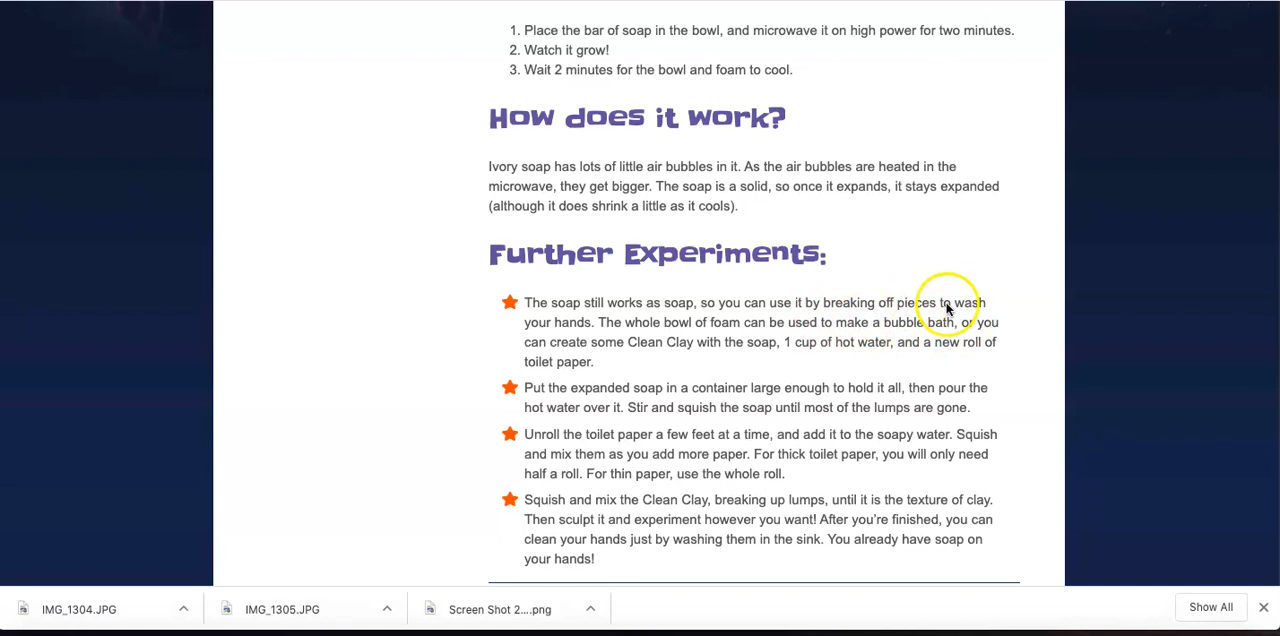 1. Place the bar of soap in the bowl, and microwave it on high power for two minutes.
2. Watch it grow!
3. Wait 2 minutes for the bowl and foam to cool.
How does it work?
Ivory soap has lots of little air bubbles in it. As the air bubbles are heated in the
microwave, they get bigger. The soap is a solid, so once it expands, it stays expanded
(although it does shrink a little as it cools).
Further Experiments:
The soap still works as soap, so you can use it by breaking off pieces to wash
your hands. The whole bowl of foam can be used to make a bubble bath, or you
can create some Clean Clay with the soap, 1 cup of hot water, and a new roll of
toilet paper.
Put the expanded soap in a container large enough to hold it all, then pour the
hot water over it. Stir and squish the soap until most of the lumps are gone.
Unroll the toilet paper a few feet at a time, and add it to the soapy water. Squish
and mix them as you add more paper. For thick toilet paper, you will only need
half a roll. For thin paper, use the whole roll.
Squish and mix the Clean Clay, breaking up lumps, until it is the texture of clay.
Then sculpt it and experiment however you want! After you're finished, you can
clean your hands just by washing them in the sink. You already have soap on
your hands!
IMG_1304.JPG
IMG_1305.JPG
Screen Shot 2....png
Show All